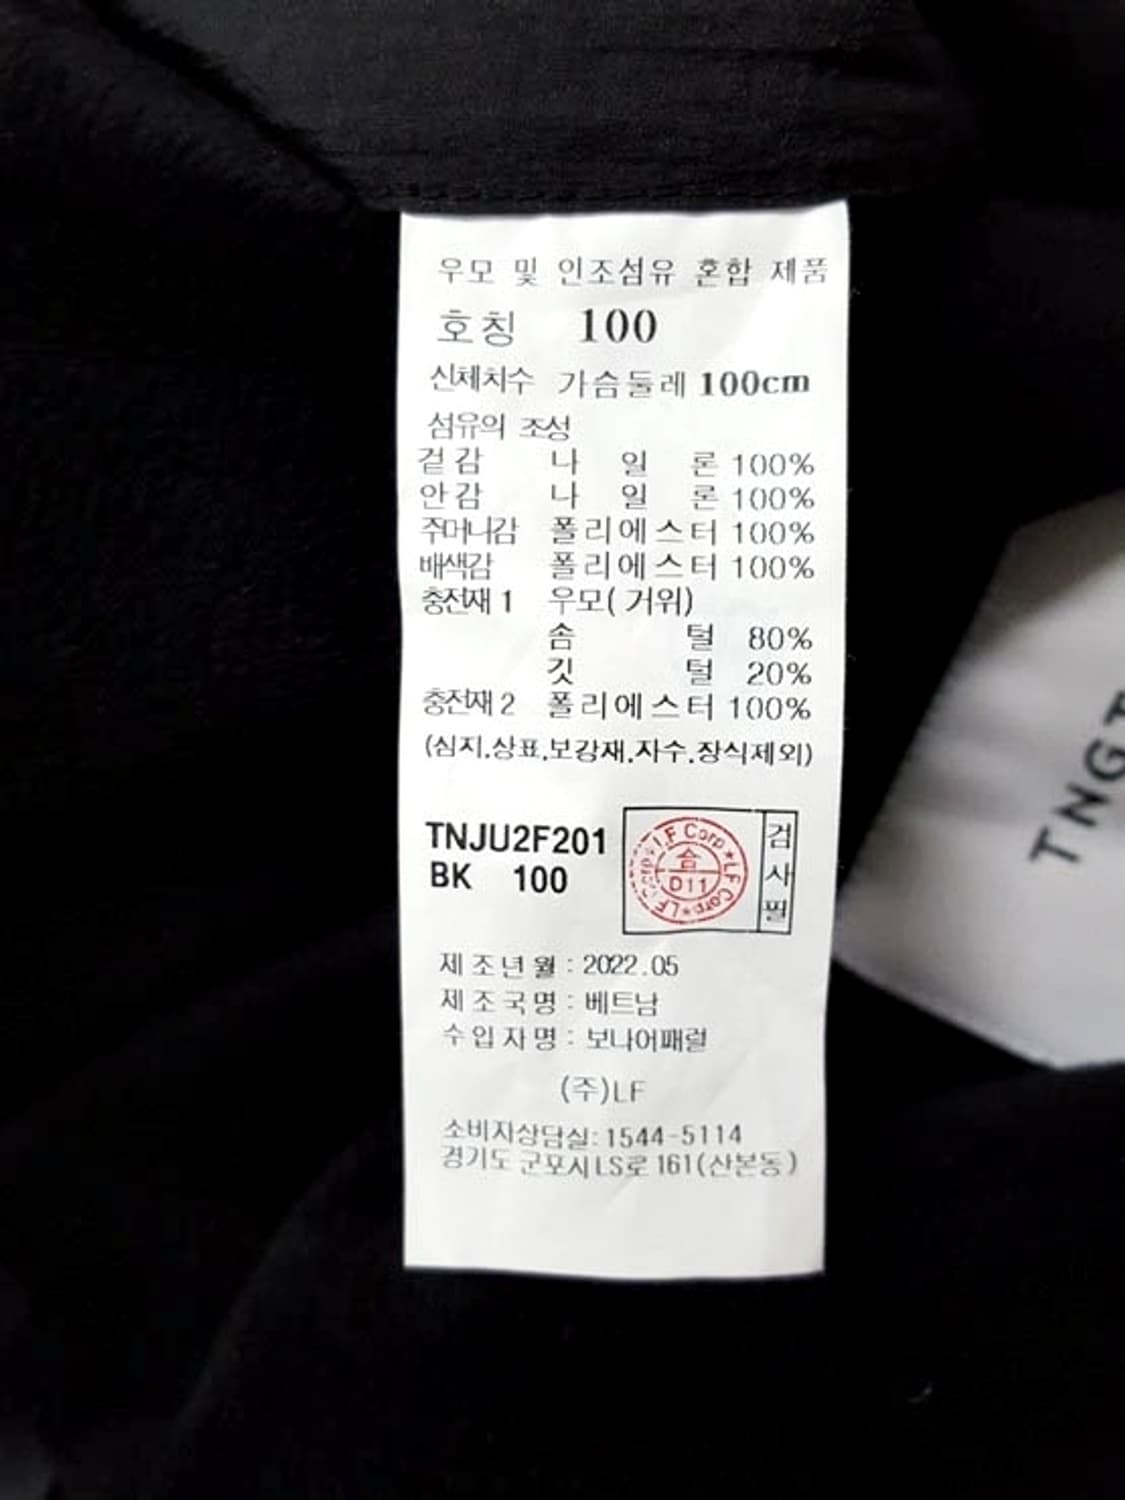 우모 및 인조섬유 혼합 제품
호칭 100
신체치수 가슴둘레 100cm
섬유의 조성
겉감 나 일 론 100%
안감 나 일 론 100%
주머니감 폴리에스터 100%
배색감 폴리에스터 100%
충전재 1 우모(거위)
솜 털 80%
깃 털 20%
충전재 2 폴리에스터 100%
(심지.상표.보강재.자수.장식제외)
TNJU2F201
BK 100
LF Corp★LF Corp★LF Corp★
合
D11
검사필
제조년월 : 2022.05
제조국명 : 베트남
수입자명 : 보나어패럴
(주)LF
소비자상담실:1544-5114
경기도 군포시 LS로 161(산본동)
TNGT